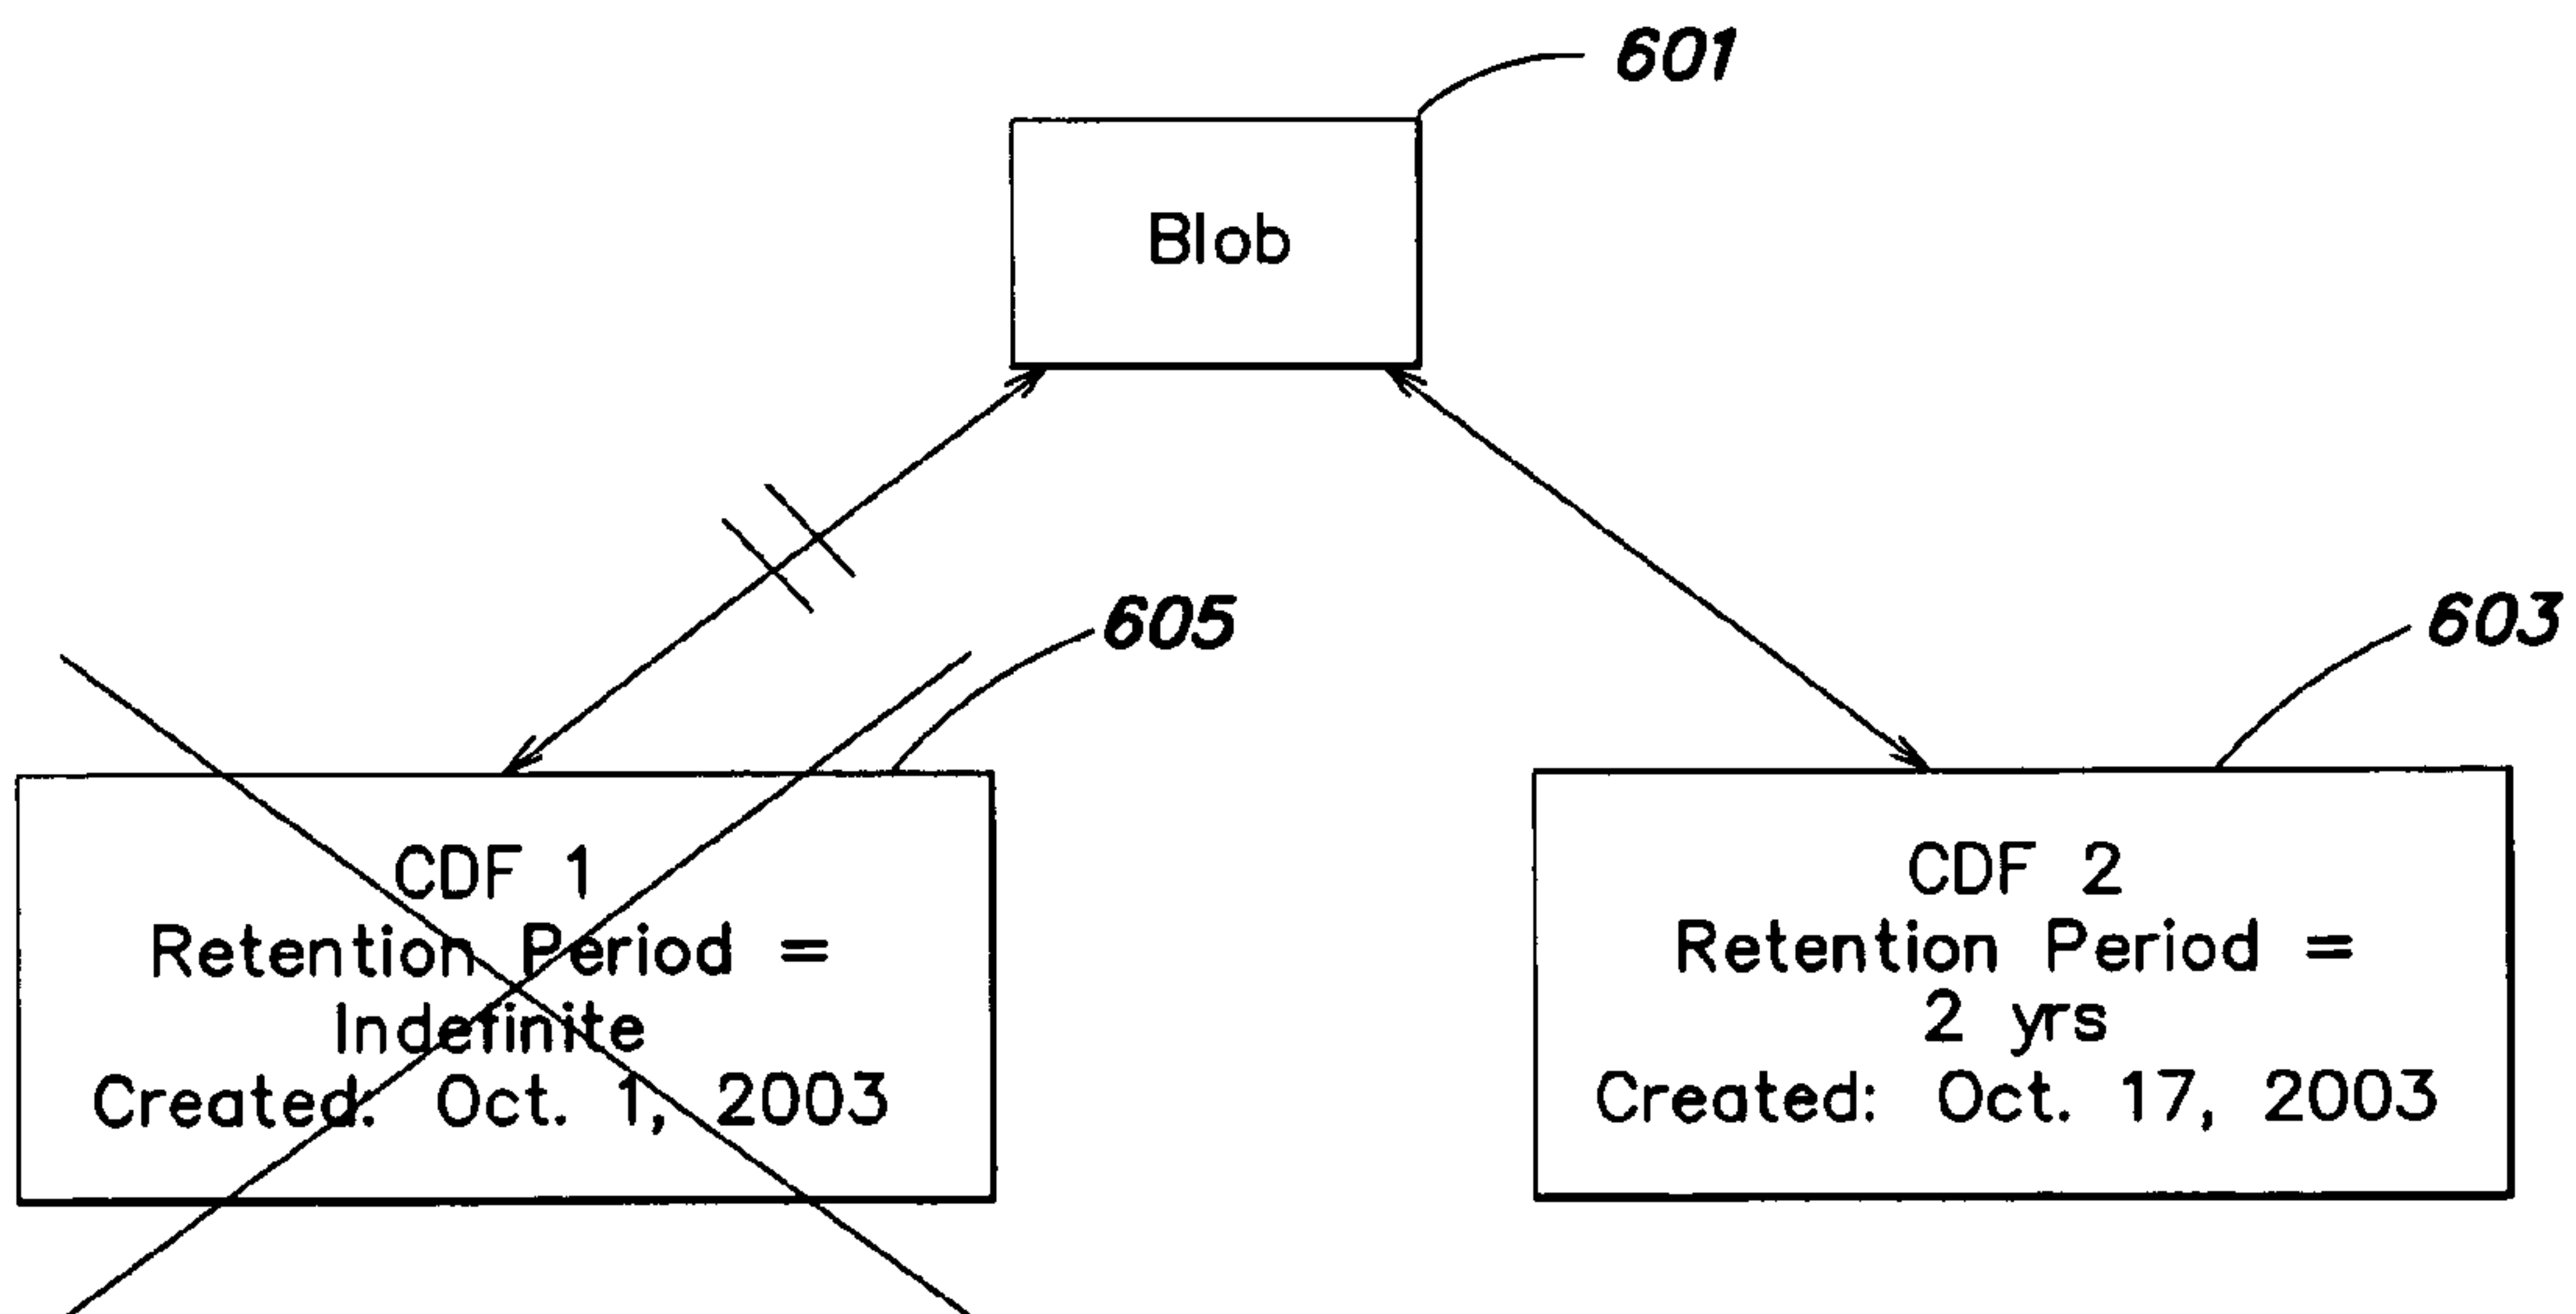 601
Blob
605
603
CDF 1
Retention Period =
Indefinite
Created: Oct. 1, 2003
CDF 2
Retention Period =
2 yrs
Created: Oct. 17, 2003